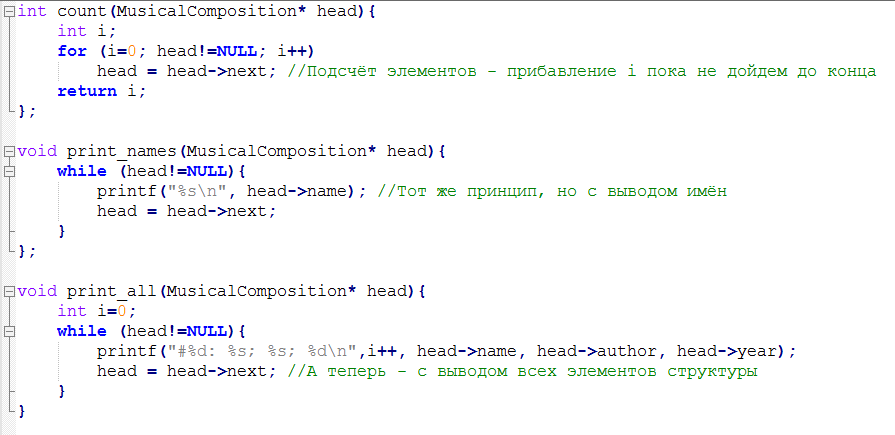 int count(MusicalComposition* head){
    int i;
    for (i=0; head!=NULL; i++)
        head = head->next; //Подсчёт элементов - прибавление i пока не дойдем до конца
    return i;
};

void print_names(MusicalComposition* head){
    while (head!=NULL){
        printf("%s\n", head->name); //Тот же принцип, но с выводом имён
        head = head->next;
    }
};

void print_all(MusicalComposition* head){
    int i=0;
    while (head!=NULL){
        printf("#%d: %s; %s; %d\n",i++, head->name, head->author, head->year);
        head = head->next; //А теперь - с выводом всех элементов структуры
    }
}